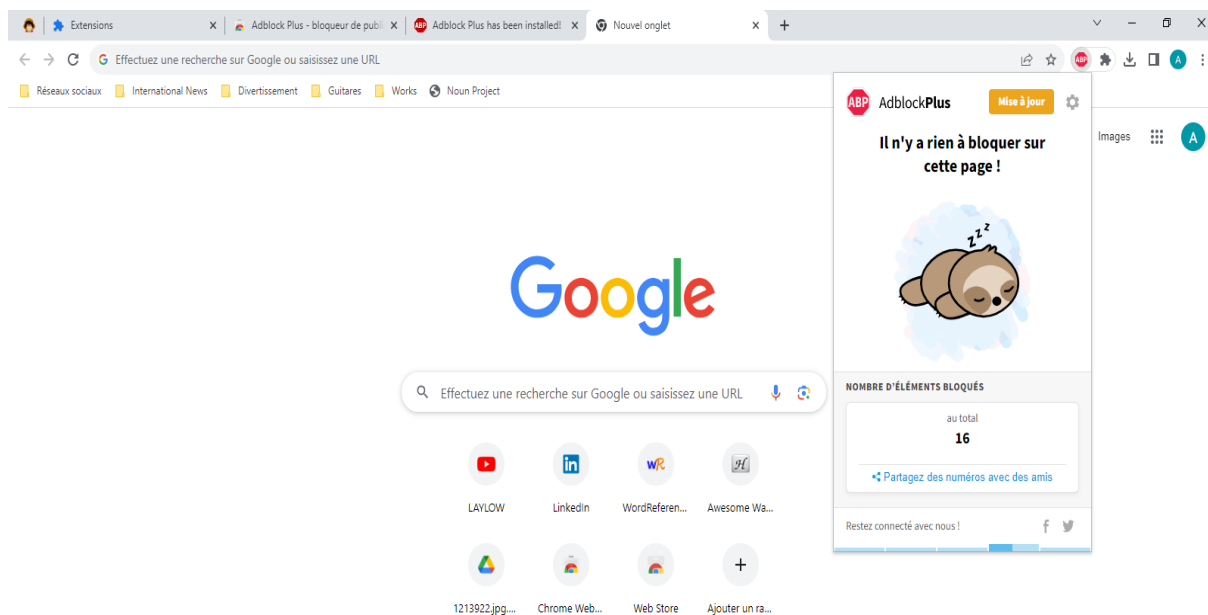 Extensions
Adblock Plus - bloqueur de publi
Adblock Plus has been installed!
Nouvel onglet
G Effectuez une recherche sur Google ou saisissez une URL
ABP
A
Réseaux sociaux
International News
Divertissement
Guitares
Works
Noun Project
ABP AdblockPlus
Mise à jour
Il n'y a rien à bloquer sur
cette page !
zzz
NOMBRE D'ÉLÉMENTS BLOQUÉS
au total
16
Partagez des numéros avec des amis
Restez connecté avec nous !
Images
A
Google
Effectuez une recherche sur Google ou saisissez une URL
LAYLOW
LinkedIn
WordReferen...
Awesome Wa...
1213922.jpg....
Chrome Web...
Web Store
Ajouter un ra...